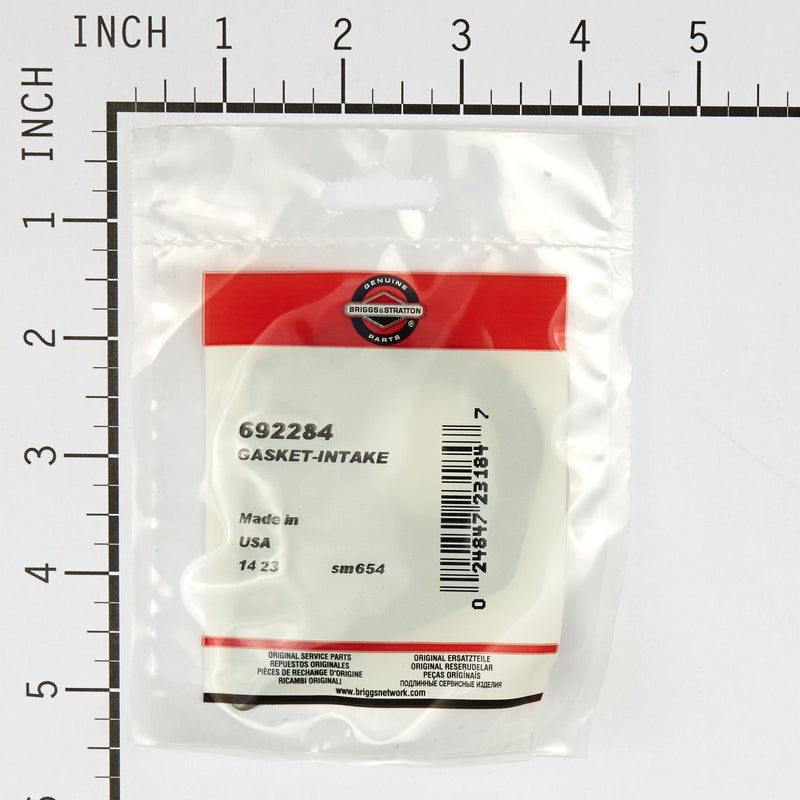 INCH 1 2 3 4 5
INCH
1
2
3
4
5
GENUINE
BRIGGS&STRATTON
PARTS
®
692284
GASKET-INTAKE
Made in
USA
14 23 sm654
0 24847 23184 7
ORIGINAL SERVICE PARTS
REPUESTOS ORIGINALES
PIÈCES DE RECHANGE D'ORIGINE
RICAMBI ORIGINALI
ORIGINAL ERSATZTEILE
ORIGINAL RESERUDELAR
PEÇAS ORIGINAIS
ПОДЛИННЫЕ СЕРВИСНЫЕ ИЗДЕЛИЯ
www.briggsnetwork.com